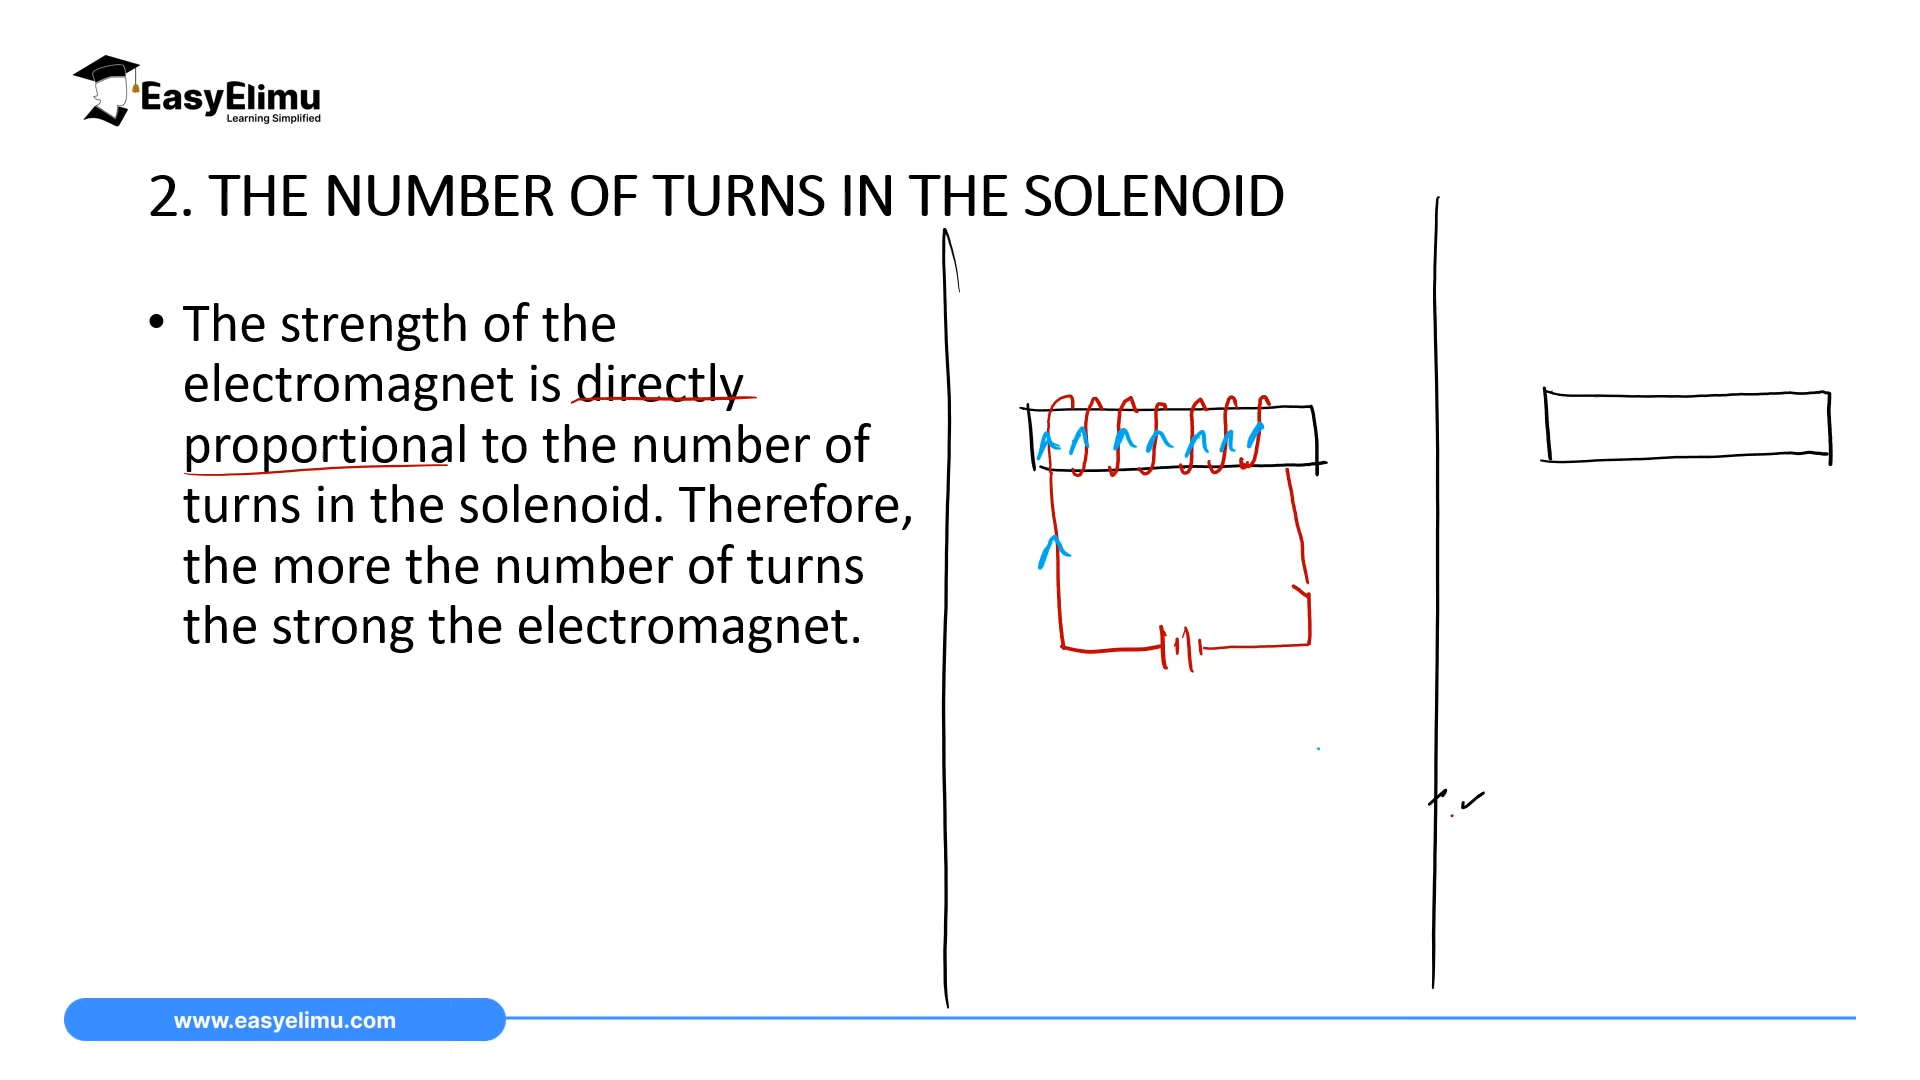 EasyElimu
Learning Simplified
2. THE NUMBER OF TURNS IN THE SOLENOID
• The strength of the
electromagnet is directly
proportional to the number of
turns in the solenoid. Therefore,
the more the number of turns
the strong the electromagnet.
www.easyelimu.com